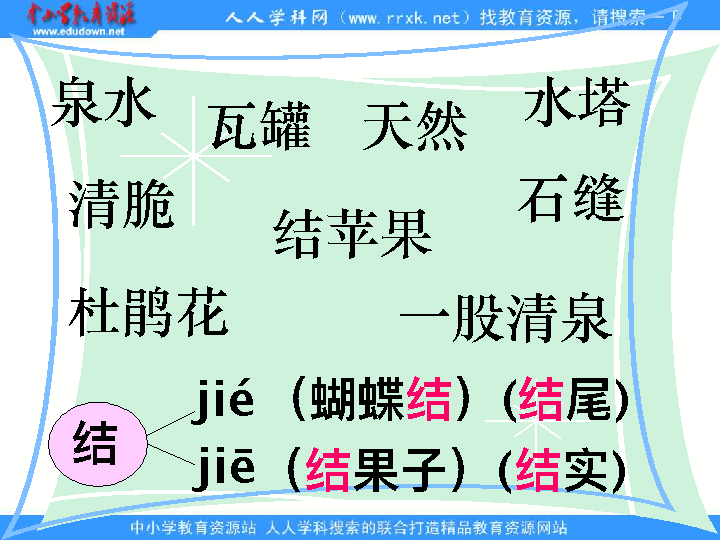 中小学教育资源
www.edudown.net
人人学科网（www.rrxk.net）找教育资源，请搜索一下
泉水 瓦罐 天然 水塔
清脆 结苹果 石缝
杜鹃花 一股清泉
结
jié（蝴蝶结）(结尾)
jiē（结果子）(结实)
中小学教育资源站 人人学科搜索的联合打造精品教育资源网站